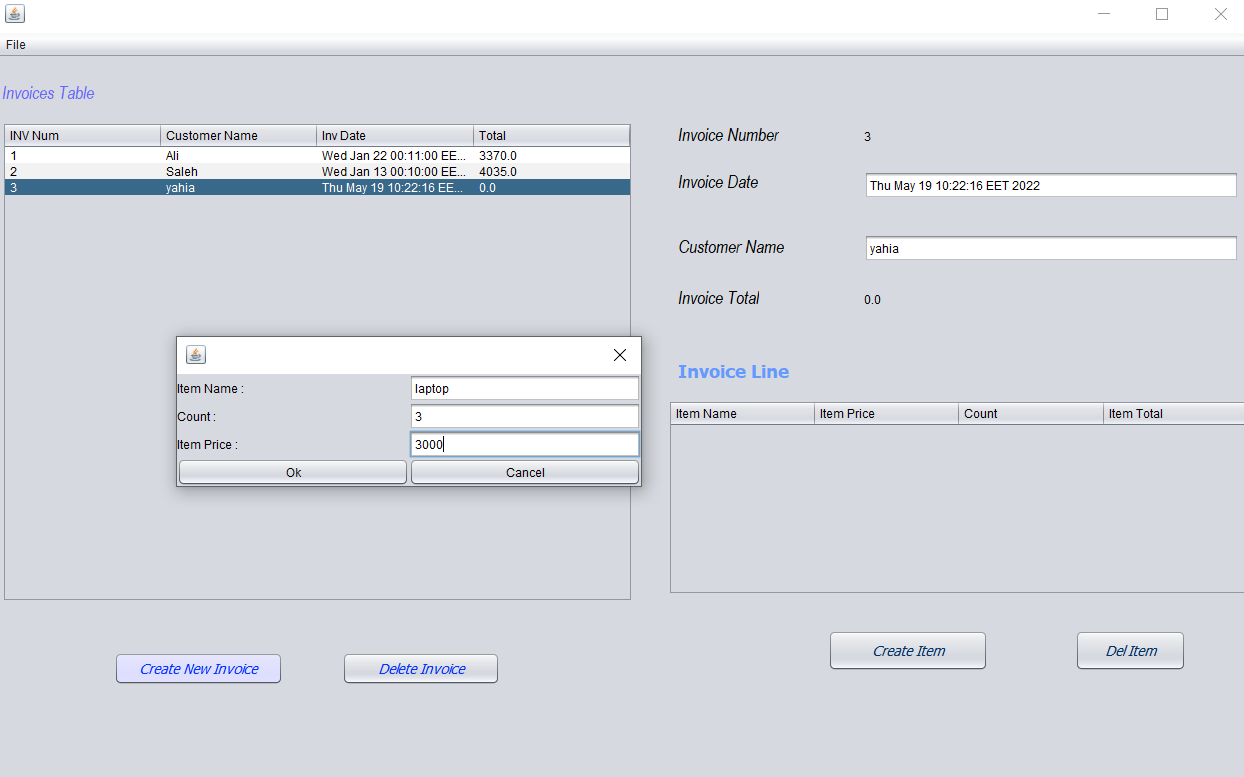 File
Invoices Table
INV Num Customer Name Inv Date Total
1 Ali Wed Jan 22 00:11:00 EE... 3370.0
2 Saleh Wed Jan 13 00:10:00 EE... 4035.0
3 yahia Thu May 19 10:22:16 EE... 0.0
Invoice Number 3
Invoice Date Thu May 19 10:22:16 EET 2022
Customer Name yahia
Invoice Total 0.0
Item Name : laptop
Count : 3
Item Price : 3000
Ok Cancel
Invoice Line
Item Name Item Price Count Item Total
Create New Invoice Delete Invoice
Create Item Del Item